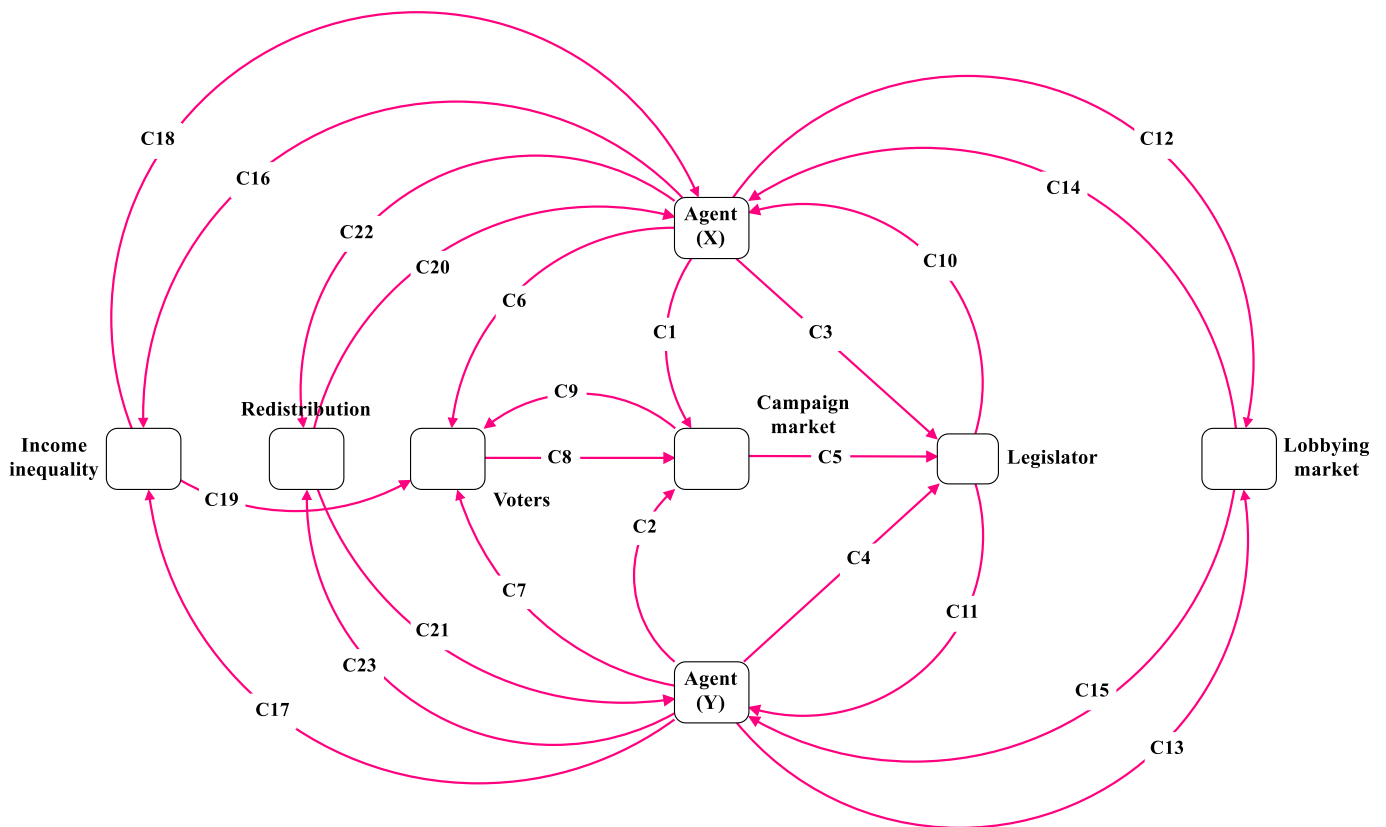 C18
C12
C16
C14
Agent
(X)
C22
C20
C10
C6
C1
C3
C9
Redistribution
Campaign
market
Income
inequality
C8
C5
Legislator
Lobbying
market
C19
Voters
C2
C4
C7
C11
C21
C23
Agent
(Y)
C15
C17
C13